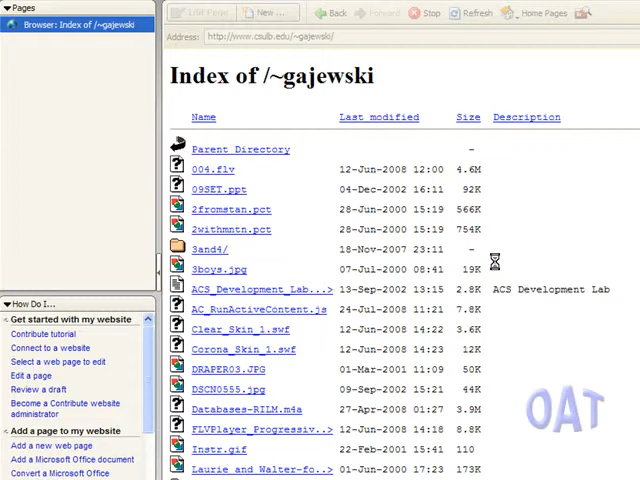 Pages
Browser: Index of /~gajewski
Edit Page
New ...
Back
Forward
Stop
Refresh
Home Pages
Address:
http://www.csulb.edu/~gajewski/
Index of /~gajewski
Name Last modified Size Description
Parent Directory -
004.flv 12-Jun-2008 12:00 4.6M
09SET.ppt 04-Dec-2002 16:11 92K
2fromstan.pct 28-Jun-2000 15:19 566K
2withmntn.pct 28-Jun-2000 15:19 754K
3and4/ 18-Nov-2007 23:11 -
3boys.jpg 07-Jul-2000 08:41 19K
ACS_Development_Lab...> 13-Sep-2002 13:15 2.8K ACS Development Lab
AC_RunActiveContent.js 24-Jul-2008 11:21 7.8K
Clear_Skin_1.swf 12-Jun-2008 14:22 3.6K
Corona_Skin_1.swf 12-Jun-2008 14:23 12K
DRAPER03.JPG 01-Mar-2001 11:09 50K
DSCN0555.jpg 09-Sep-2002 15:21 44K
Databases-RILM.m4a 27-Apr-2008 01:27 3.9M
FLVPlayer_Progressiv..> 12-Jun-2008 14:18 8.8K
Instr.gif 22-Feb-2001 15:41 110
Laurie and Walter-fo..> 01-Jun-2000 17:23 173K
How Do I...
Get started with my website
Contribute tutorial
Connect to a website
Select a web page to edit
Edit a page
Review a draft
Become a Contribute website
administrator
Add a page to my website
Add a new web page
Add a Microsoft Office document
Convert a Microsoft Office
OAT